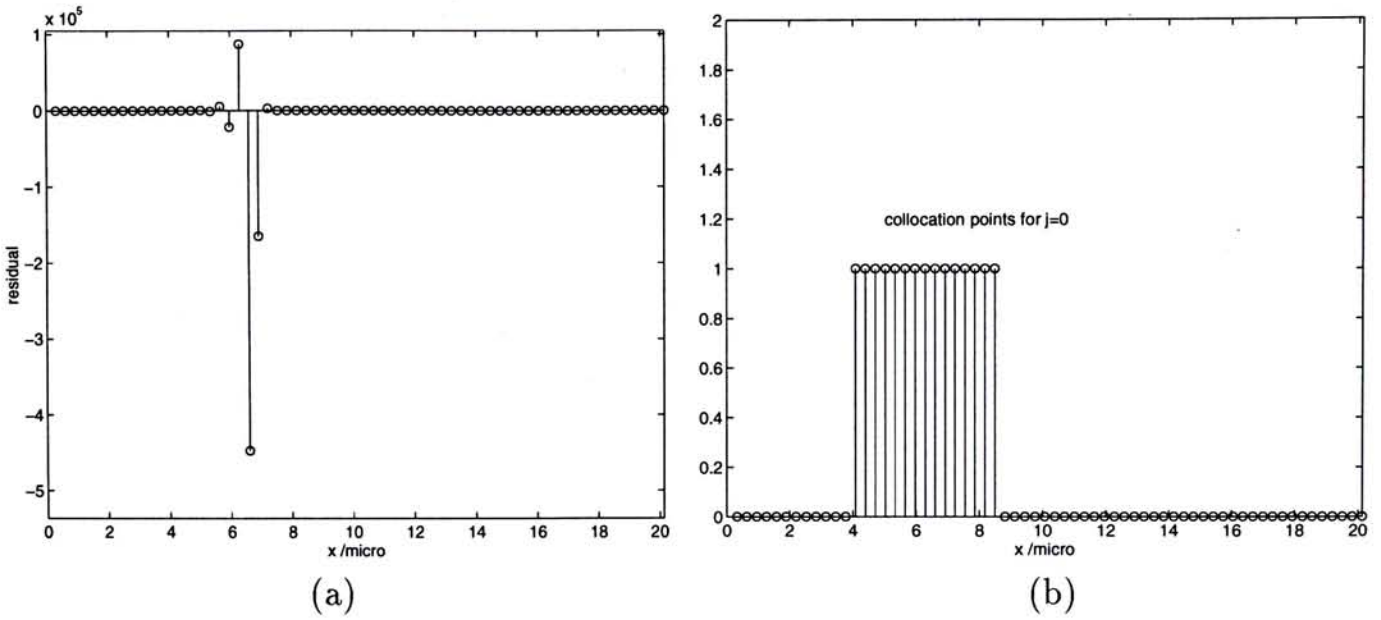 x 10^5
1
0
−1
−2
−3
−4
−5
residual
0 2 4 6 8 10 12 14 16 18 20
x /micro
(a)
2
1.8
1.6
1.4
1.2
1
0.8
0.6
0.4
0.2
0
collocation points for j=0
0 2 4 6 8 10 12 14 16 18 20
x /micro
(b)